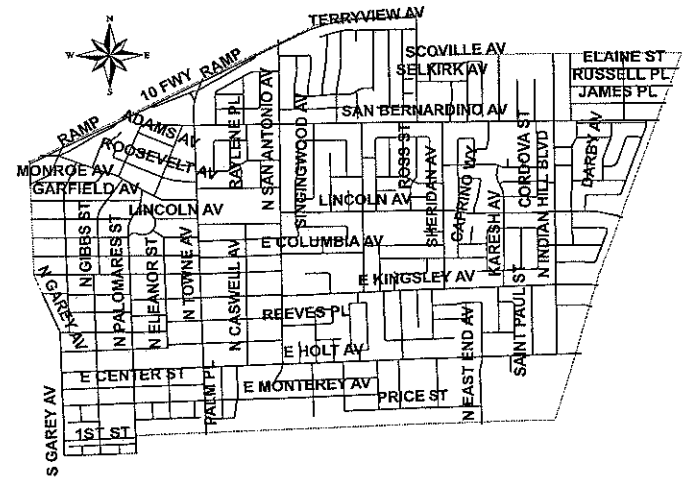 TERRYVIEW AV
N
W
E
S
10 FWY
RAMP
SCOVILLE AV
SELKIRK AV
ELAINE ST
RUSSELL PL
JAMES PL
RAMP
ADAMS AV
ROOSEVELT AV
MONROE AV
GARFIELD AV
RAYLENE PL
N SAN ANTONIO AV
SINGINGWOOD AV
SAN BERNARDINO AV
ROSS ST
SHERIDAN AV
CAPRINO WY
KARESH AV
CORDOVA ST
N INDIAN HILL BLVD
DARBY AV
LINCOLN AV
LINCOLN AV
N GIBBS ST
N PALOMARES ST
N ELEANOR ST
N TOWNE AV
N CASWELL AV
E COLUMBIA AV
E KINGSLEY AV
N GAREY AV
REEVES PL
E HOLT AV
SAINT PAUL ST
N EAST END AV
E CENTER ST
PALM PL
E MONTEREY AV
PRICE ST
S GAREY AV
1ST ST